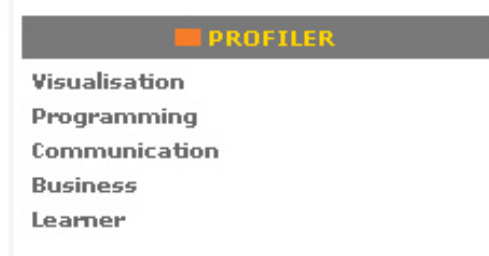 PROFILER
Visualisation
Programming
Communication
Business
Learner